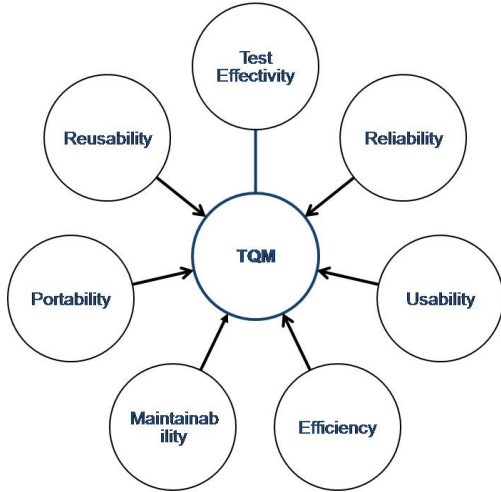 Test
Effectivity
Reusability
Reliability
TQM
Portability
Usability
Maintainab
ility
Efficiency